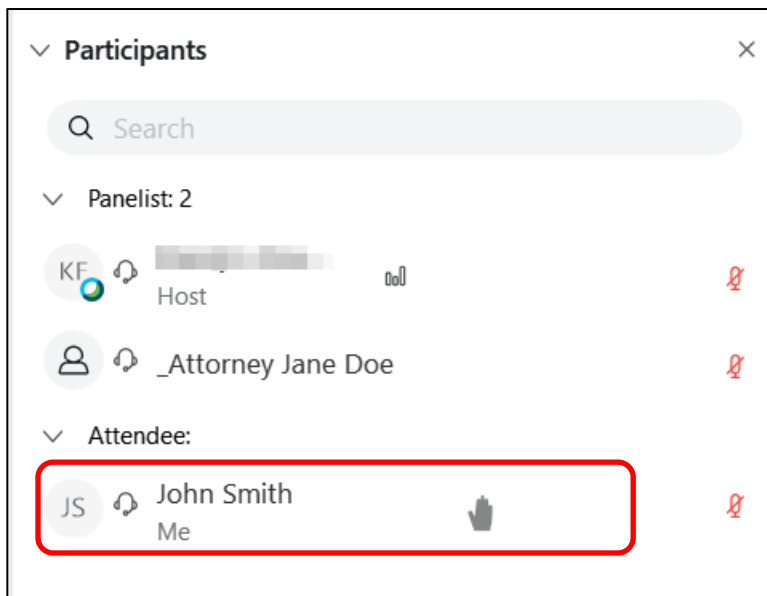 Participants
Search
Panelist: 2
KF
Host
_Attorney Jane Doe
Attendee:
JS John Smith
Me